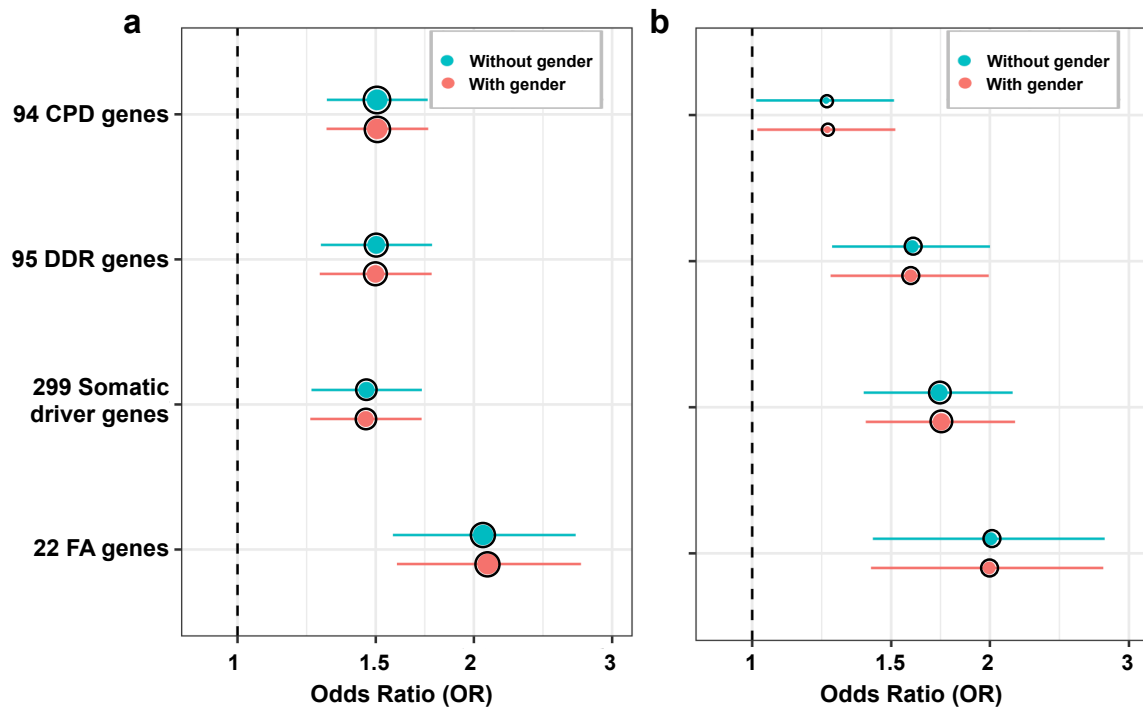 a
Without gender
With gender
94 CPD genes
95 DDR genes
299 Somatic
driver genes
22 FA genes
1
1.5
2
3
Odds Ratio (OR)
b
Without gender
With gender
1
1.5
2
3
Odds Ratio (OR)